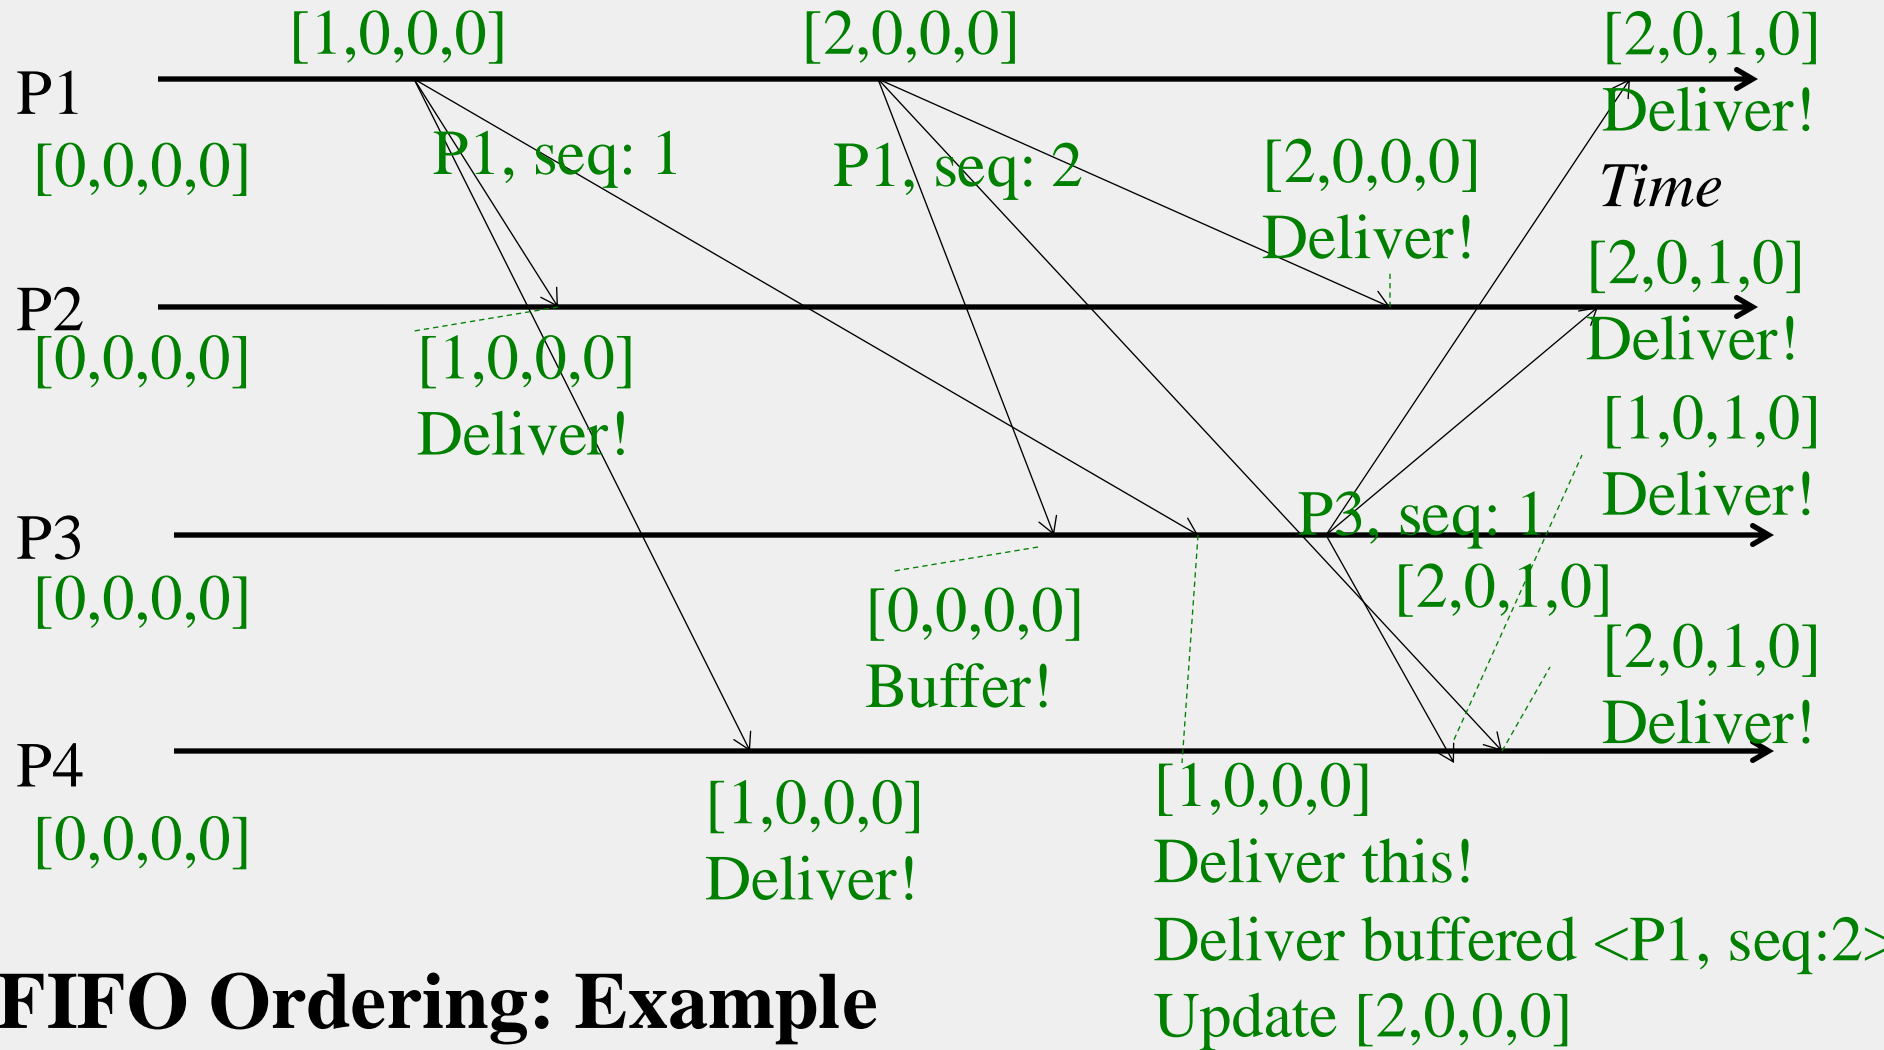 [1,0,0,0]
[2,0,0,0]
[2,0,1,0]
P1
Deliver!
[0,0,0,0]
P1, seq: 1
P1, seq: 2
[2,0,0,0]
Deliver!
Time
P2
[0,0,0,0]
[1,0,0,0]
Deliver!
[2,0,1,0]
Deliver!
[1,0,1,0]
Deliver!
P3
[0,0,0,0]
P3, seq: 1
[2,0,1,0]
[0,0,0,0]
Buffer!
[2,0,1,0]
Deliver!
P4
[0,0,0,0]
[1,0,0,0]
Deliver!
[1,0,0,0]
Deliver this!
Deliver buffered <P1, seq:2>
Update [2,0,0,0]
FIFO Ordering: Example